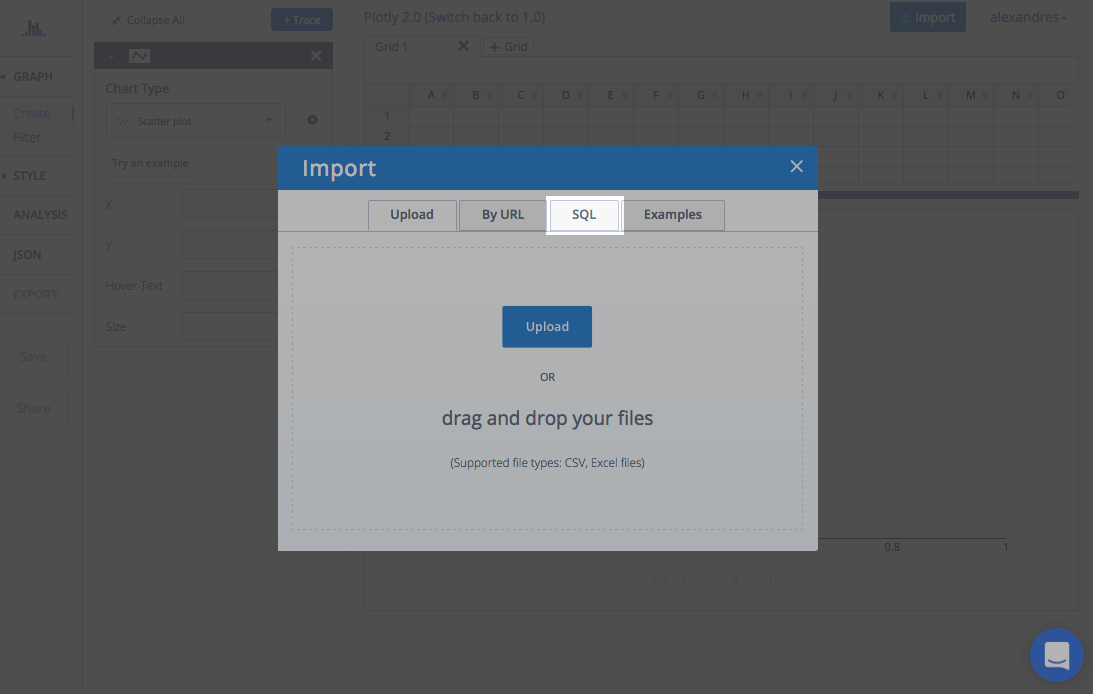 Collapse All
+ Trace
Plotly 2.0 (Switch back to 1.0)
Import
alexandres
Grid 1
+ Grid
GRAPH
Create
Filter
STYLE
ANALYSIS
JSON
EXPORT
Save
Share
Chart Type
Scatter plot
Try an example
X
Y
Hover Text
Size
A B C D E F G H I J K L M N O
1
2
Import
Upload By URL SQL Examples
Upload
OR
drag and drop your files
(Supported file types: CSV, Excel files)
0.8 1
Click to enter X axis title